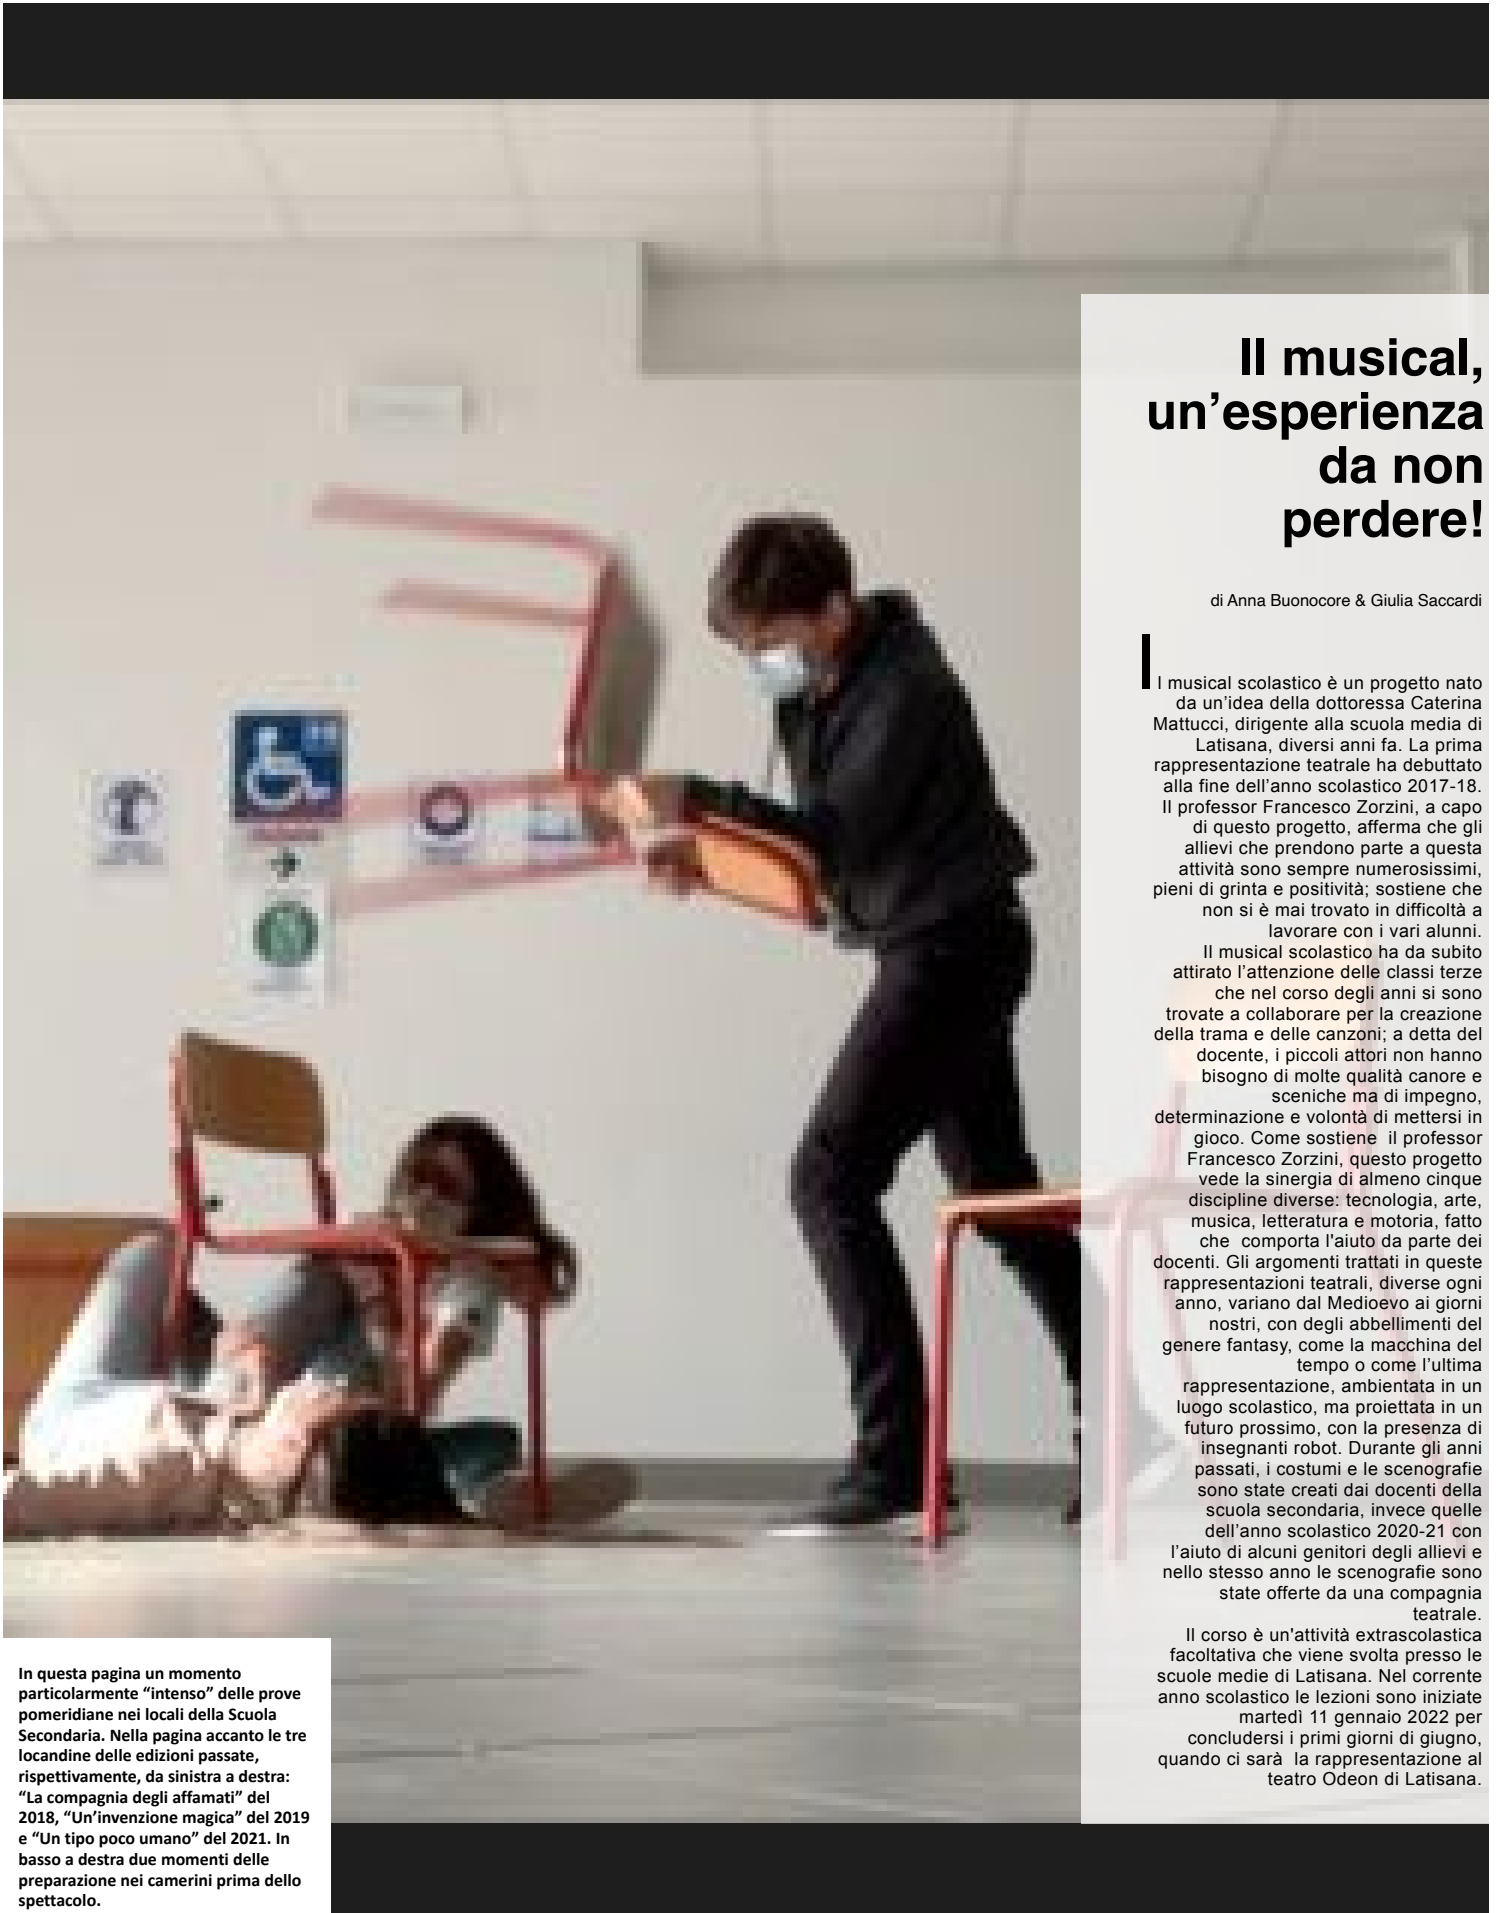 Il musical,
un’esperienza
da non
perdere!
di Anna Buonocore & Giulia Saccardi
Il musical scolastico è un progetto nato
da un’idea della dottoressa Caterina
Mattucci, dirigente alla scuola media di
Latisana, diversi anni fa. La prima
rappresentazione teatrale ha debuttato
alla fine dell’anno scolastico 2017-18.
Il professor Francesco Zorzini, a capo
di questo progetto, afferma che gli
allievi che prendono parte a questa
attività sono sempre numerosissimi,
pieni di grinta e positività; sostiene che
non si è mai trovato in difficoltà a
lavorare con i vari alunni.
Il musical scolastico ha da subito
attirato l’attenzione delle classi terze
che nel corso degli anni si sono
trovate a collaborare per la creazione
della trama e delle canzoni; a detta del
docente, i piccoli attori non hanno
bisogno di molte qualità canore e
sceniche ma di impegno,
determinazione e volontà di mettersi in
gioco. Come sostiene  il professor
Francesco Zorzini, questo progetto
vede la sinergia di almeno cinque
discipline diverse: tecnologia, arte,
musica, letteratura e motoria, fatto
che  comporta l'aiuto da parte dei
docenti. Gli argomenti trattati in queste
rappresentazioni teatrali, diverse ogni
anno, variano dal Medioevo ai giorni
nostri, con degli abbellimenti del
genere fantasy, come la macchina del
tempo o come l’ultima
rappresentazione, ambientata in un
luogo scolastico, ma proiettata in un
futuro prossimo, con la presenza di
insegnanti robot. Durante gli anni
passati, i costumi e le scenografie
sono state creati dai docenti della
scuola secondaria, invece quelle
dell’anno scolastico 2020-21 con
l’aiuto di alcuni genitori degli allievi e
nello stesso anno le scenografie sono
state offerte da una compagnia
teatrale.
Il corso è un'attività extrascolastica
facoltativa che viene svolta presso le
scuole medie di Latisana. Nel corrente
anno scolastico le lezioni sono iniziate
martedì 11 gennaio 2022 per
concludersi i primi giorni di giugno,
quando ci sarà  la rappresentazione al
teatro Odeon di Latisana.
In questa pagina un momento
particolarmente “intenso” delle prove
pomeridiane nei locali della Scuola
Secondaria. Nella pagina accanto le tre
locandine delle edizioni passate,
rispettivamente, da sinistra a destra:
“La compagnia degli affamati” del
2018, “Un’invenzione magica” del 2019
e “Un tipo poco umano” del 2021. In
basso a destra due momenti delle
preparazione nei camerini prima dello
spettacolo.